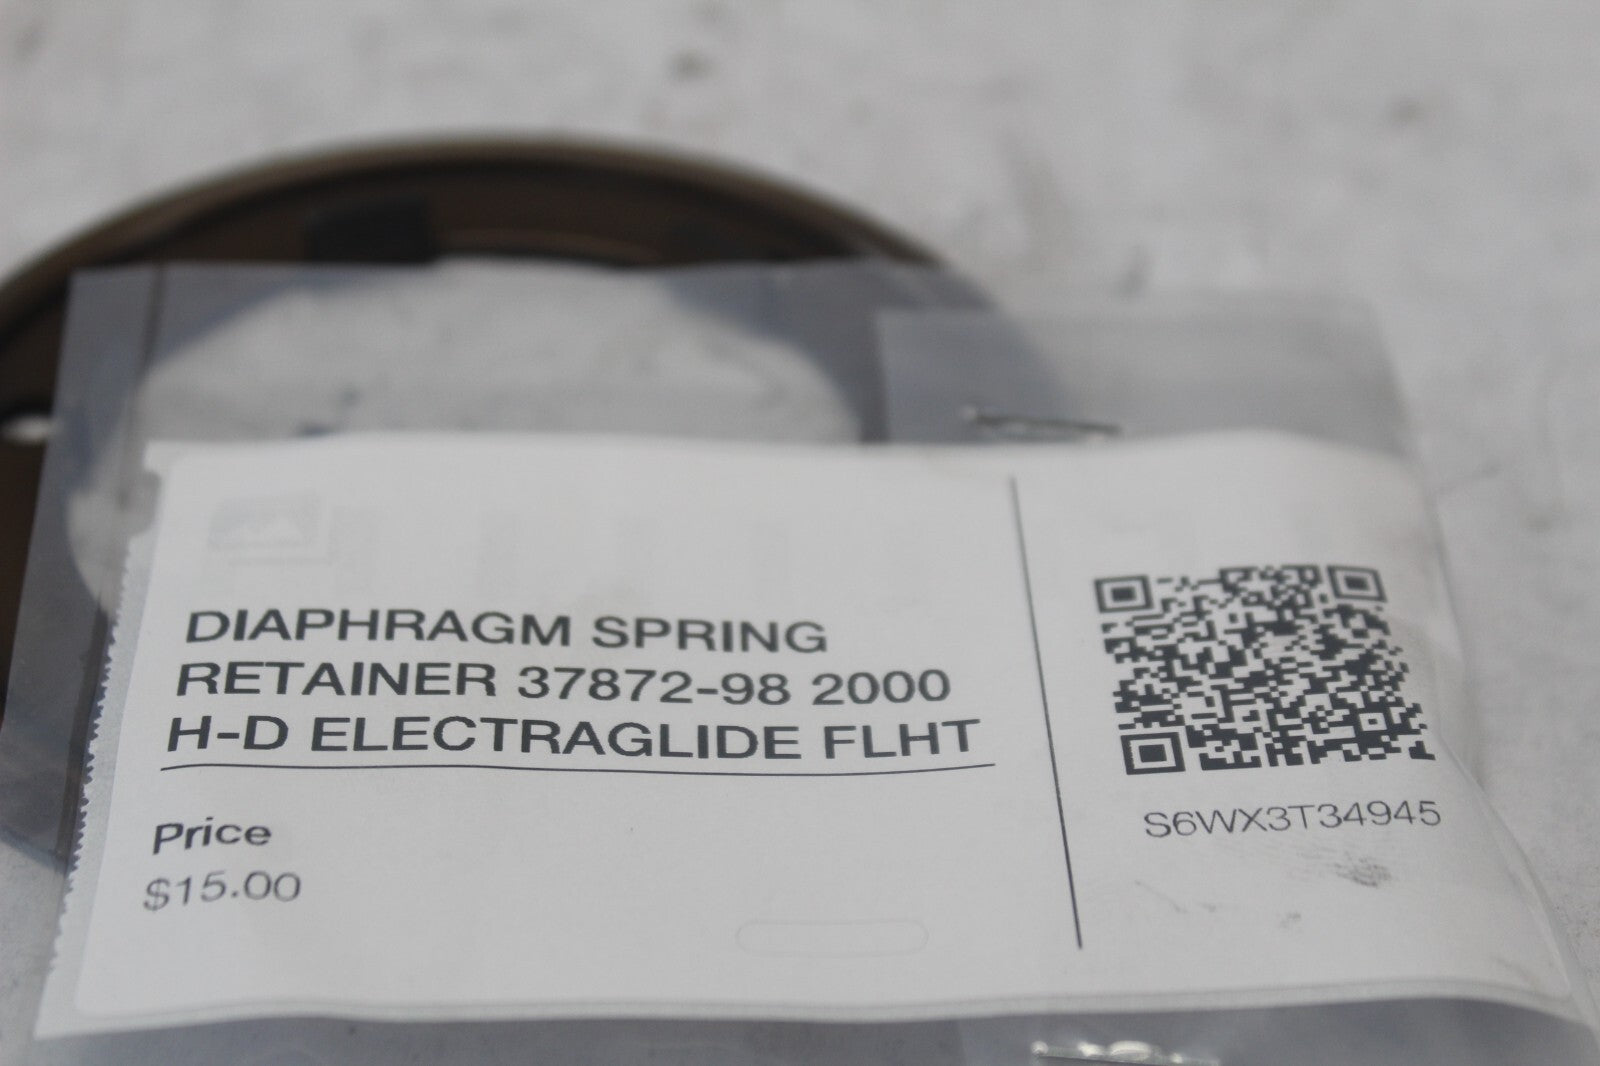 DIAPHRAGM SPRING
RETAINER 37872-98 2000
H-D ELECTRAGLIDE FLHT
Price
$15.00
S6WX3T34945